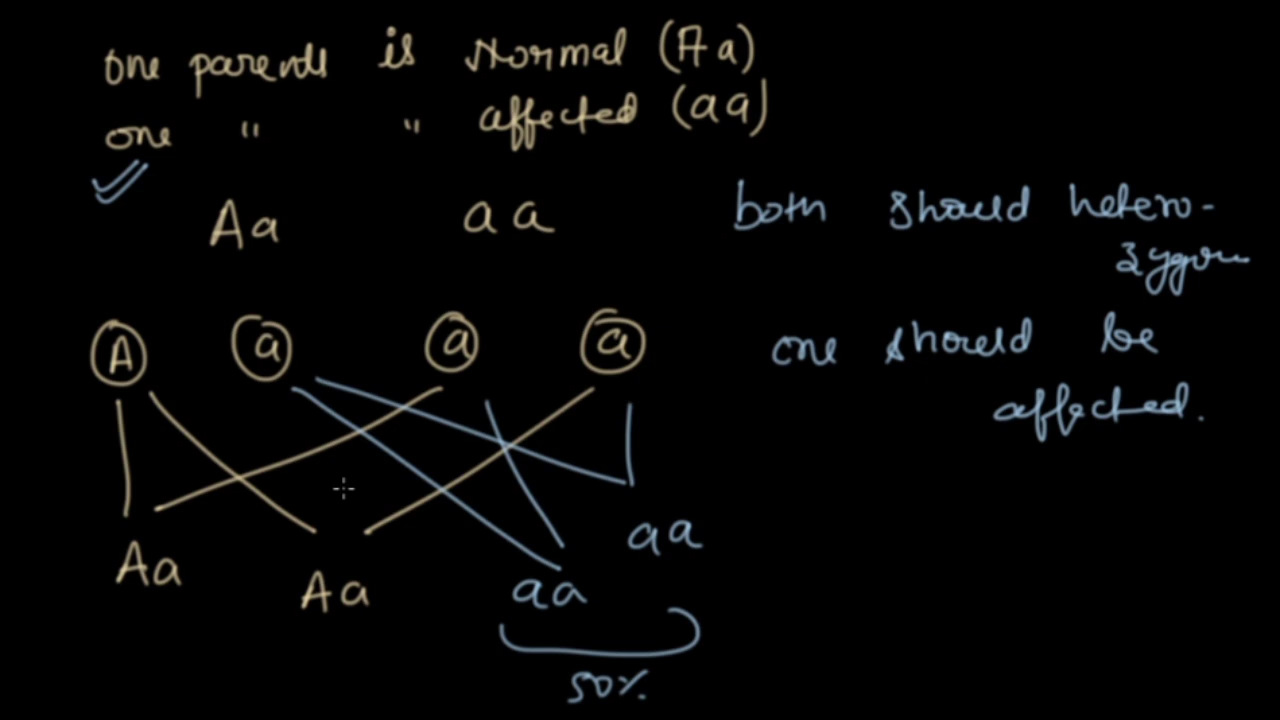 one parents is Normal (Aa)
one " " affected (aa)
Aa aa
both should hetero-
zygous
A a a a
one should be
affected.
Aa Aa aa aa
50%